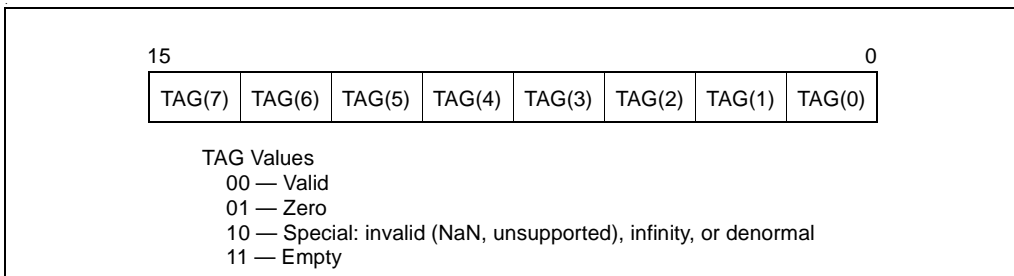 15 0
TAG(7) TAG(6) TAG(5) TAG(4) TAG(3) TAG(2) TAG(1) TAG(0)
TAG Values
00 — Valid
01 — Zero
10 — Special: invalid (NaN, unsupported), infinity, or denormal
11 — Empty